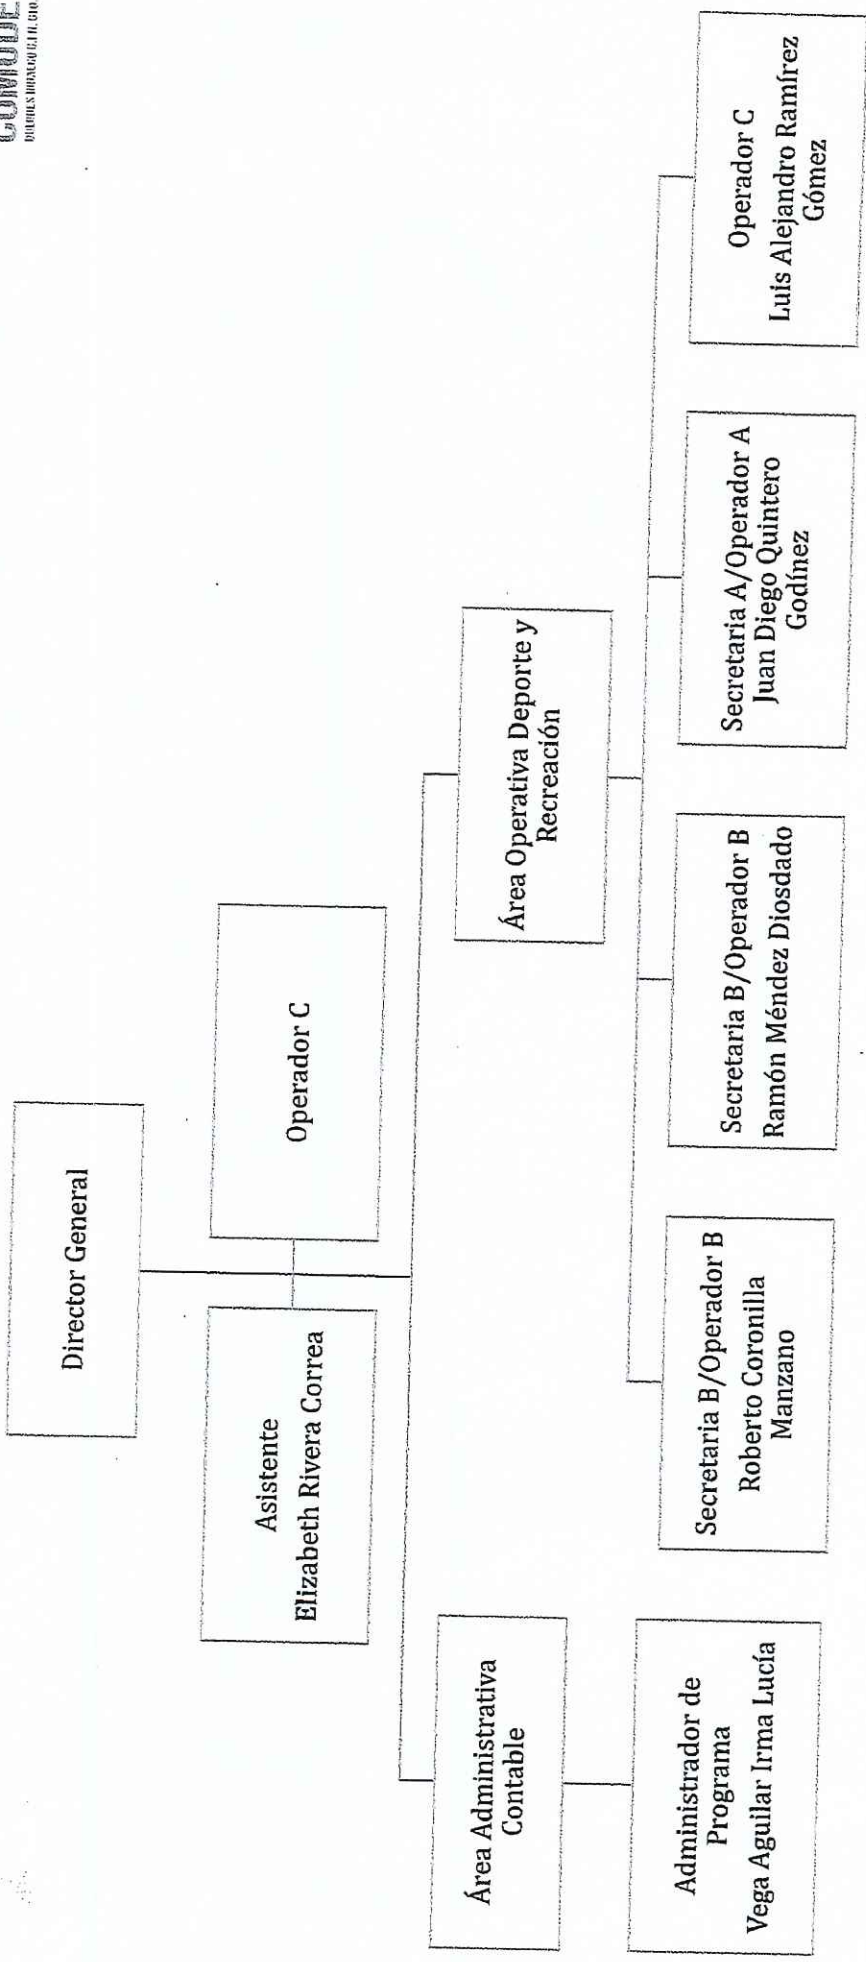 COMUDE
Director General
Asistente
Elizabeth Rivera Correa
Operador C
Área Administrativa
Contable
Área Operativa Deporte y
Recreación
Administrador de
Programa
Vega Aguilar Irma Lucía
Secretaria B/Operador B
Roberto Coronilla
Manzano
Secretaria B/Operador B
Ramón Méndez Diosdado
Secretaria A/Operador A
Juan Diego Quintero
Godínez
Operador C
Luis Alejandro Ramírez
Gómez